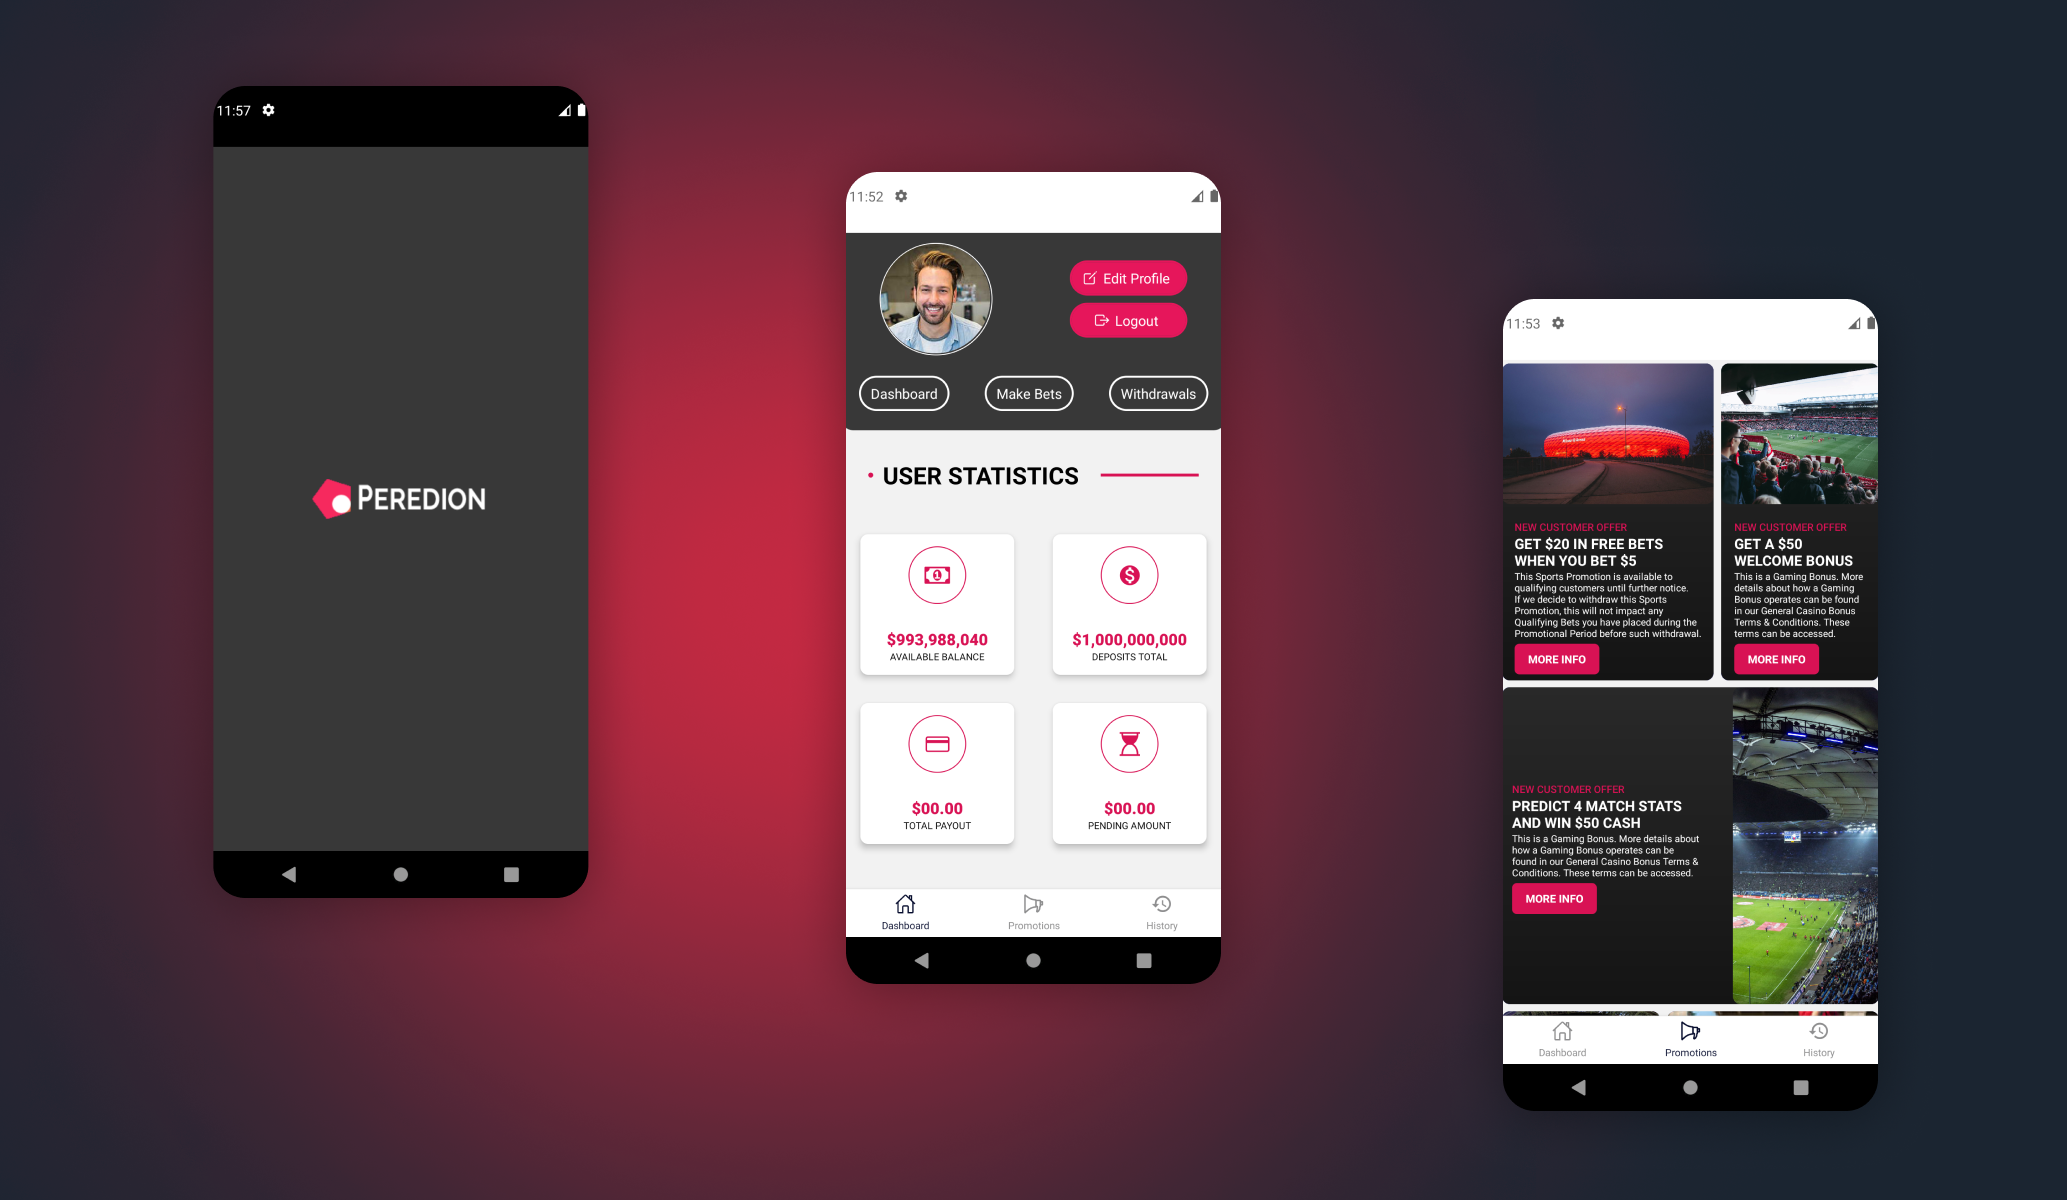 11:57
PEREDION
11:52
Edit Profile
Logout
Dashboard
Make Bets
Withdrawals
USER STATISTICS
$993,988,040
AVAILABLE BALANCE
$1,000,000,000
DEPOSITS TOTAL
$00.00
TOTAL PAYOUT
$00.00
PENDING AMOUNT
Dashboard
Promotions
History
11:53
NEW CUSTOMER OFFER
GET $20 IN FREE BETS
WHEN YOU BET $5
This Sports Promotion is available to
qualifying customers until further notice.
If we decide to withdraw this Sports
Promotion, this will not impact any
Qualifying Bets you have placed during the
Promotional Period before such withdrawal.
MORE INFO
NEW CUSTOMER OFFER
GET A $50
WELCOME BONUS
This is a Gaming Bonus. More
details about how a Gaming
Bonus operates can be found
in our General Casino Bonus
Terms & Conditions. These
terms can be accessed.
MORE INFO
NEW CUSTOMER OFFER
PREDICT 4 MATCH STATS
AND WIN $50 CASH
This is a Gaming Bonus. More details about
how a Gaming Bonus operates can be
found in our General Casino Bonus Terms &
Conditions. These terms can be accessed.
MORE INFO
Dashboard
Promotions
History